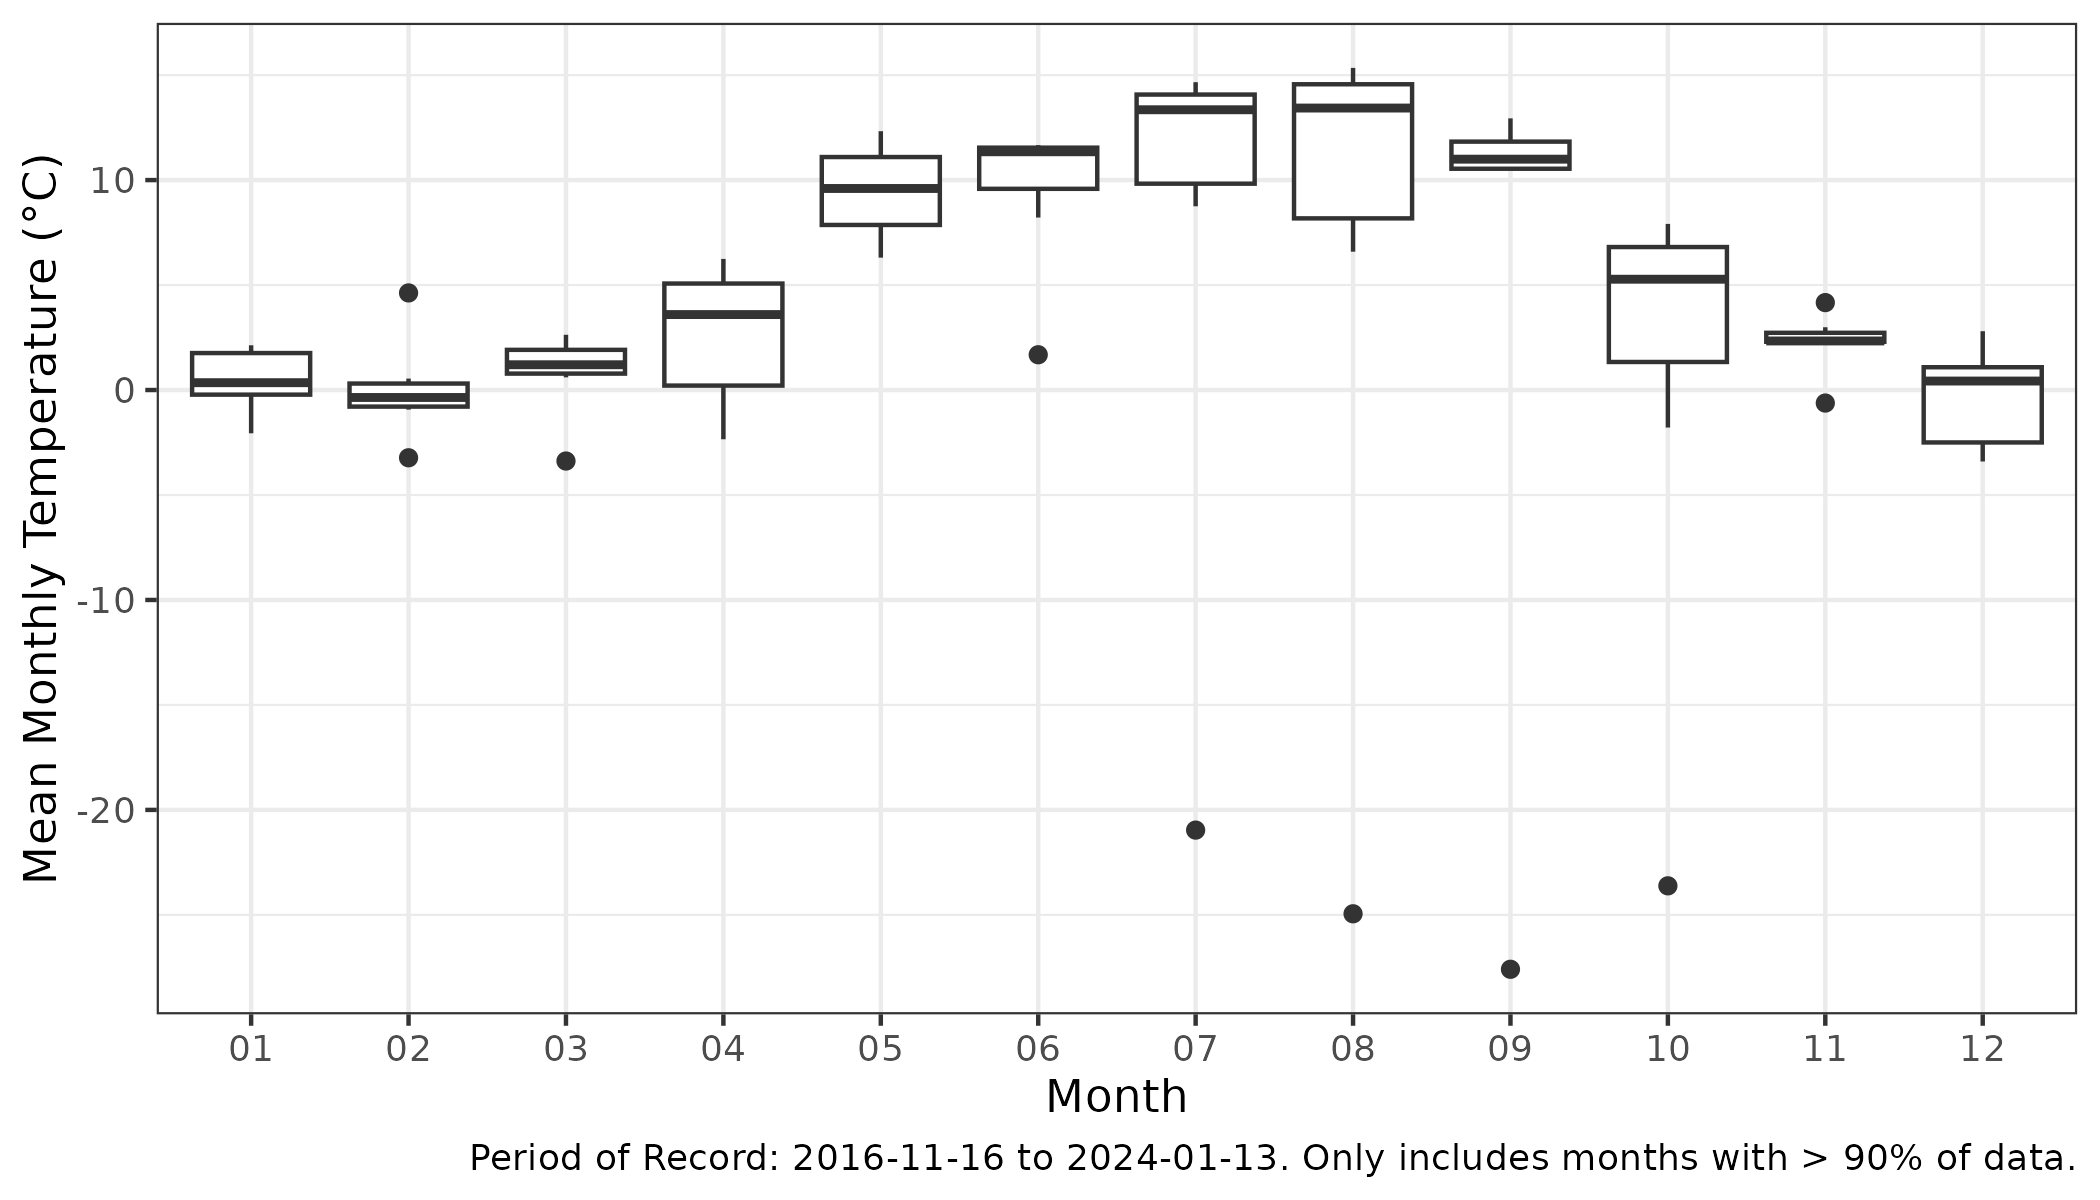 Mean Monthly Temperature (°C)
10
0
-10
-20
01 02 03 04 05 06 07 08 09 10 11 12
Month
Period of Record: 2016-11-16 to 2024-01-13. Only includes months with > 90% of data.